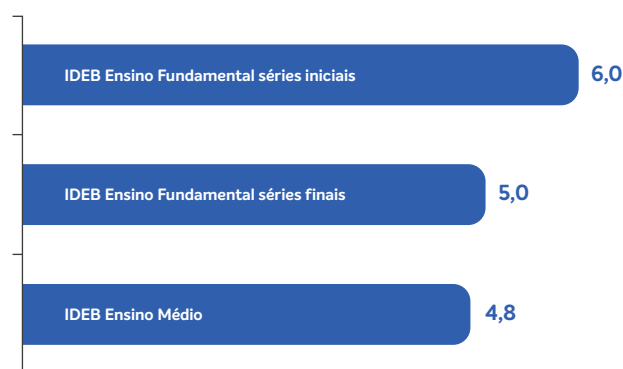 IDEB Ensino Fundamental séries iniciais
6,0
IDEB Ensino Fundamental séries finais
5,0
IDEB Ensino Médio
4,8